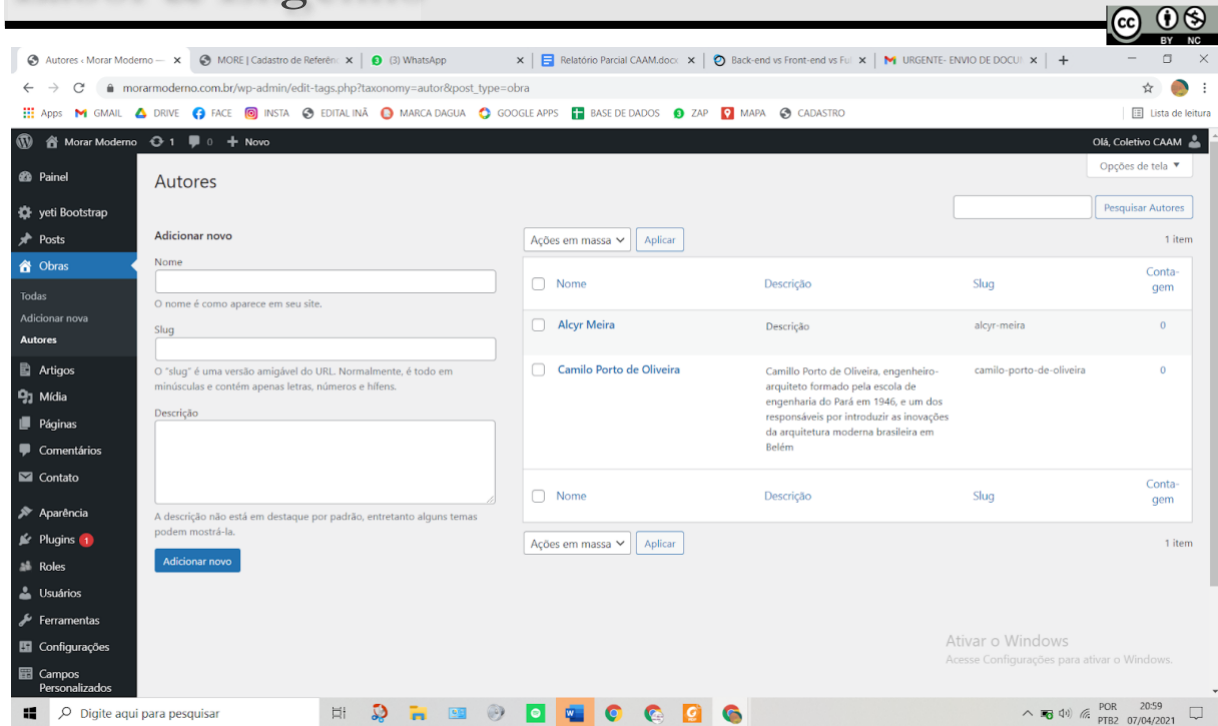 BY NC
Autores ‹ Morar Moderno —
MORE | Cadastro de Referênc
(3) WhatsApp
Relatório Parcial CAAM.docx
Back-end vs Front-end vs Ful
URGENTE- ENVIO DE DOCUM
morarmoderno.com.br/wp-admin/edit-tags.php?taxonomy=autor&post_type=obra
Apps GMAIL DRIVE FACE INSTA EDITAL INÃ MARCA DAGUA GOOGLE APPS BASE DE DADOS ZAP MAPA CADASTRO Lista de leitura
Morar Moderno 1 0 + Novo Olá, Coletivo CAAM
Opções de tela ▼
Painel
yeti Bootstrap
Posts
Obras
Todas
Adicionar nova
Autores
Artigos
Mídia
Páginas
Comentários
Contato
Aparência
Plugins 1
Roles
Usuários
Ferramentas
Configurações
Campos
Personalizados
Autores
Pesquisar Autores
Adicionar novo
Nome
O nome é como aparece em seu site.
Slug
O "slug" é uma versão amigável do URL. Normalmente, é todo em
minúsculas e contém apenas letras, números e hífens.
Descrição
A descrição não está em destaque por padrão, entretanto alguns temas
podem mostrá-la.
Adicionar novo
Ações em massa Aplicar 1 item
Nome Descrição Slug Conta-
gem
Alcyr Meira Descrição alcyr-meira 0
Camilo Porto de Oliveira Camillo Porto de Oliveira, engenheiro- camilo-porto-de-oliveira 0
arquiteto formado pela escola de
engenharia do Pará em 1946, e um dos
responsáveis por introduzir as inovações
da arquitetura moderna brasileira em
Belém
Nome Descrição Slug Conta-
gem
Ações em massa Aplicar 1 item
Ativar o Windows
Acesse Configurações para ativar o Windows.
Digite aqui para pesquisar
POR 20:59
PTB2 07/04/2021